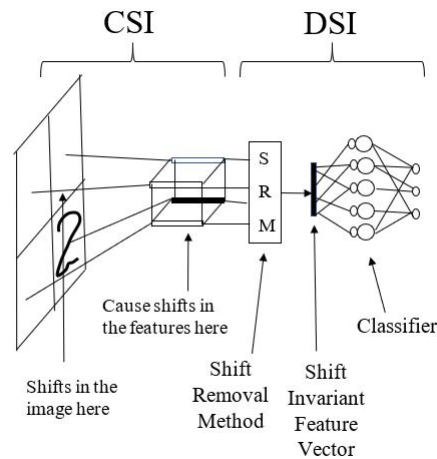 CSI
DSI
S
R
M
2
Cause shifts in
the features here
Classifier
Shifts in the
image here
Shift
Removal
Method
Shift
Invariant
Feature
Vector